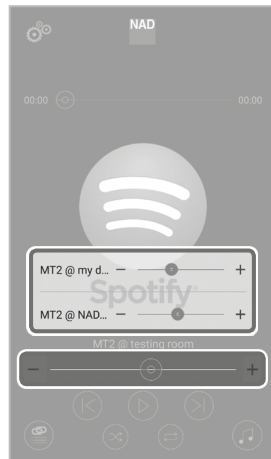 NAD
00:00 00:00
MT2 @ my d... − +
Spotify
MT2 @ NAD... − +
MT2 @ testing room
− +